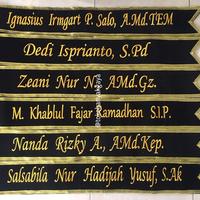 Ignasius Irmgart P. Salo, A.Md.TEM
Dedi Isprianto, S.Pd
Zeani Nur Ns AMd.Gz.
M. Khablul Fajar Ramadhan S.I.P.
Nanda Rizky A., AMd.Kep.
Salsabila Nur Hadijah Yusuf, S.Ak